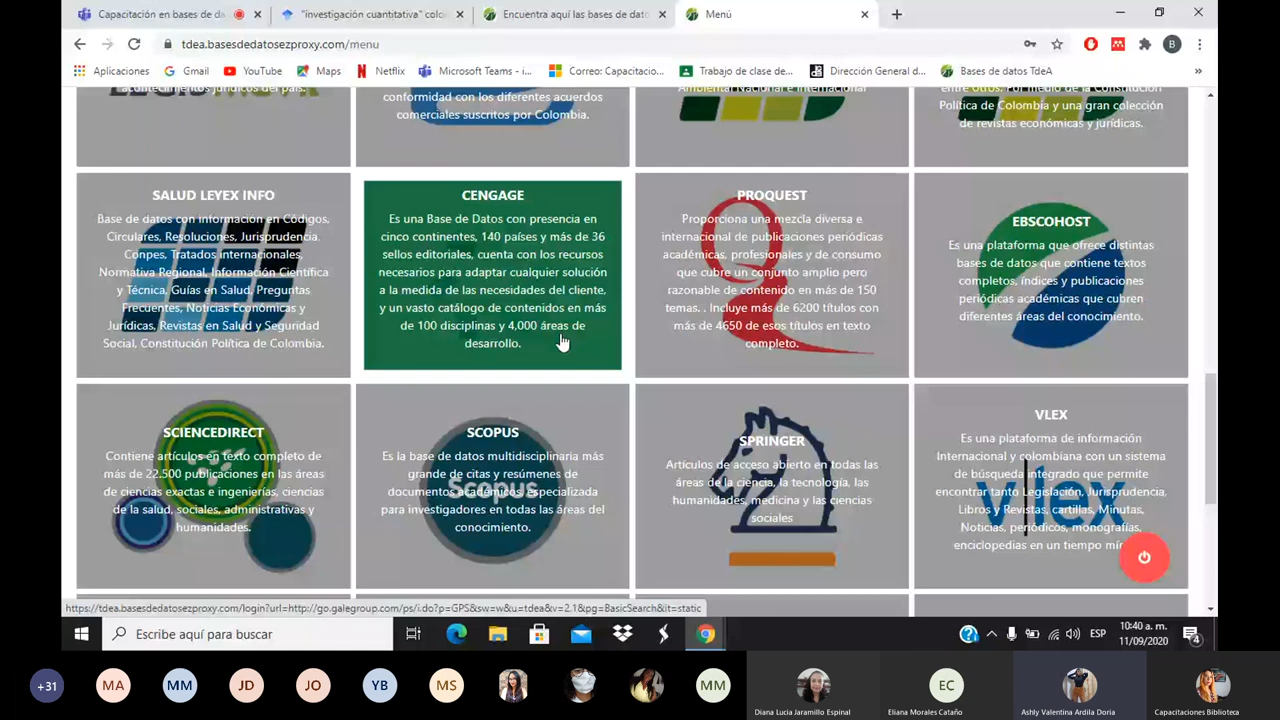 Capacitación en bases de da
"investigación cuantitativa" colo
Encuentra aquí las bases de dato
Menú
tdea.basesdedatosezproxy.com/menu
B
Aplicaciones
Gmail
YouTube
Maps
Netflix
Microsoft Teams - i...
Correo: Capacitacio...
Trabajo de clase de...
Dirección General d...
Bases de datos TdeA
»
acontecimientos jurídicos del país.
conformidad con los diferentes acuerdos
comerciales suscritos por Colombia.
Ambiental Nacional e Internacional
entre otros. Por medio de la Constitución
Política de Colombia y una gran colección
de revistas económicas y jurídicas.
SALUD LEYEX INFO
Base de datos con información en Códigos,
Circulares, Resoluciones, Jurisprudencia.
Conpes, Tratados internacionales,
Normativa Regional, Información Científica
y Técnica, Guías en Salud, Preguntas
Frecuentes, Noticias Económicas y
Jurídicas, Revistas en Salud y Seguridad
Social, Constitución Política de Colombia.
CENGAGE
Es una Base de Datos con presencia en
cinco continentes, 140 países y más de 36
sellos editoriales, cuenta con los recursos
necesarios para adaptar cualquier solución
a la medida de las necesidades del cliente,
y un vasto catálogo de contenidos en más
de 100 disciplinas y 4,000 áreas de
desarrollo.
PROQUEST
Proporciona una mezcla diversa e
internacional de publicaciones periódicas
académicas, profesionales y de consumo
que cubre un conjunto amplio pero
razonable de contenido en más de 150
temas. . Incluye más de 6200 títulos con
más de 4650 de esos títulos en texto
completo.
EBSCOHOST
Es una plataforma que ofrece distintas
bases de datos que contiene textos
completos, índices y publicaciones
periódicas académicas que cubren
diferentes áreas del conocimiento.
SCIENCEDIRECT
Contiene artículos en texto completo de
más de 22.500 publicaciones en las áreas
de ciencias exactas e ingenierías, ciencias
de la salud, sociales, administrativas y
humanidades.
SCOPUS
Es la base de datos multidisciplinaria más
grande de citas y resúmenes de
documentos académicos, especializada
para investigadores en todas las áreas del
conocimiento.
Scopus
SPRINGER
Artículos de acceso abierto en todas las
áreas de la ciencia, la tecnología, las
humanidades, medicina y las ciencias
sociales
VLEX
Es una plataforma de información
Internacional y colombiana con un sistema
de búsqueda integrado que permite
encontrar tanto Legislación, Jurisprudencia,
Libros y Revistas, cartillas, Minutas,
Noticias, periódicos, monografías,
enciclopedias en un tiempo
vlex
https://tdea.basesdedatosezproxy.com/login?url=http://go.galegroup.com/ps/i.do?p=GPS&sw=w&u=tdea&v=2.1&pg=BasicSearch&it=static
Escribe aquí para buscar
ESP
10:40 a. m.
11/09/2020
4
+31
MA
MM
JD
JO
YB
MS
MM
EC
Diana Lucia Jaramillo Espinal
Eliana Morales Cataño
Ashly Valentina Ardila Doria
Capacitaciones Biblioteca